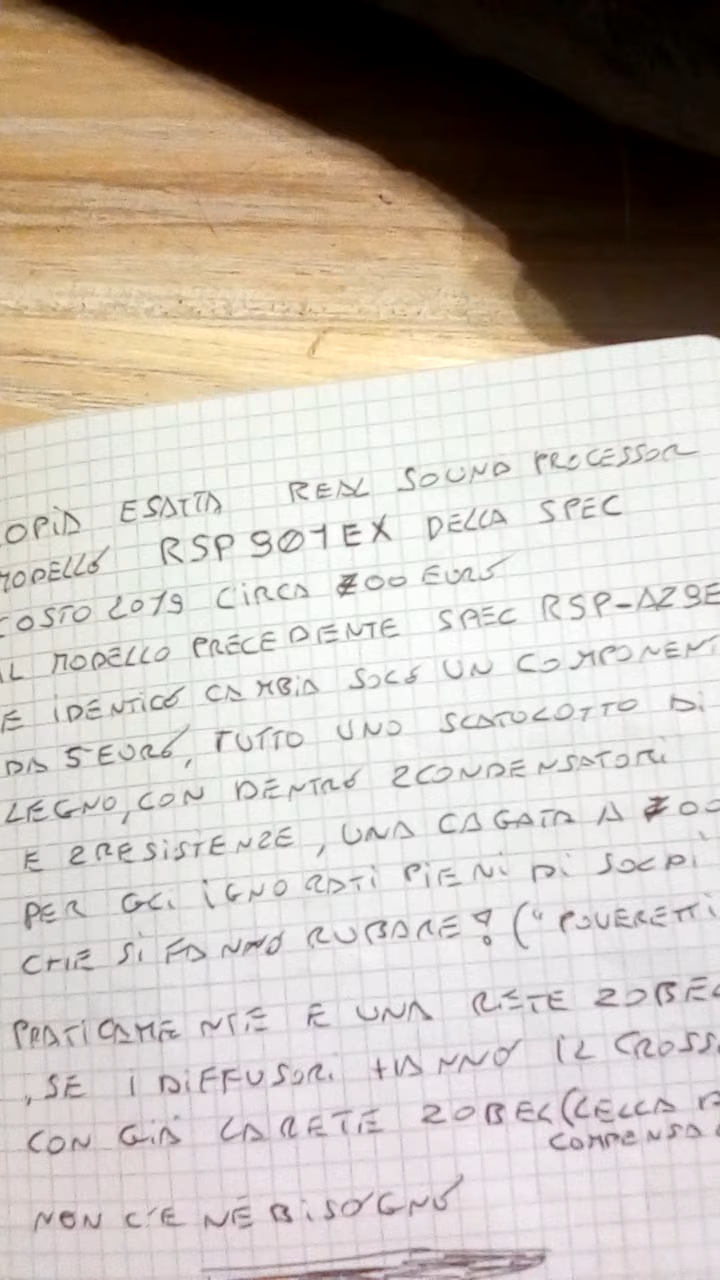 OPIA ESATTA REAL SOUND PROCESSOR
MODELLO RSP 901EX DELLA SPEC
COSTO 2019 CIRCA 700 EURO
IL MODELLO PRECEDENTE SPEC RSP-AZ9E
E IDENTICO CAMBIA SOLO UN COMPONEN
DA 5 EURO, TUTTO UNO SCATOLOTTO DI
LEGNO, CON DENTRO 2 CONDENSATORI
E 2 RESISTENZE, UNA CAGATA A 700
PER GLI IGNORATI PIENI DI SOLDI
CHE SI FANNO RUBARE! ("POVERETTI
PRATICAMENTE E UNA RETE ZOBEL
, SE I DIFFUSORI HANNO IL CROSS
CON GIÀ LA RETE ZOBEL (CELLA
COMPENSA
NON C'E NE BISOGNO